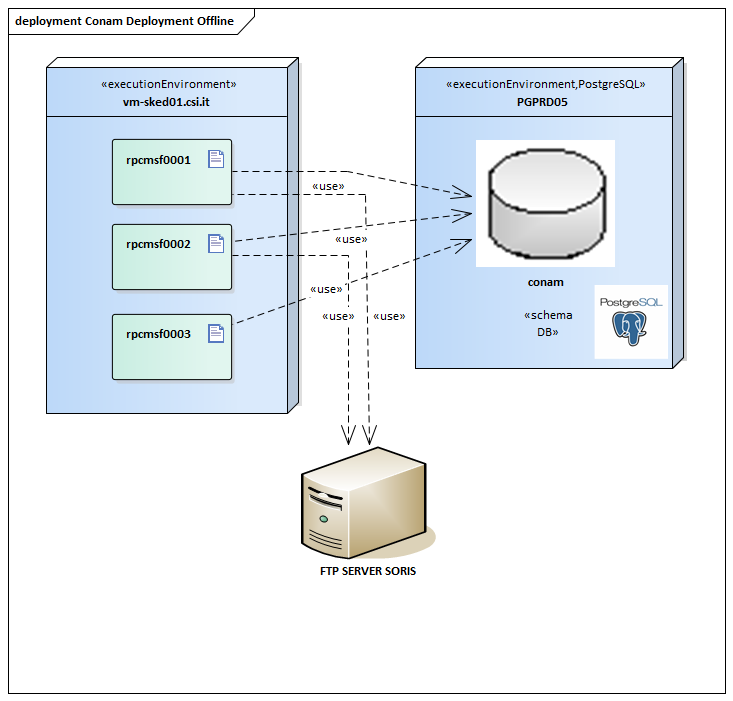 deployment Conam Deployment Offline
«executionEnvironment»
vm-sked01.csi.it
«executionEnvironment,PostgreSQL»
PGPRD05
rpcmsf0001
«use»
rpcmsf0002
«use»
«use»
rpcmsf0003
«use»
«use»
conam
«schema
DB»
PostgreSQL
FTP SERVER SORIS